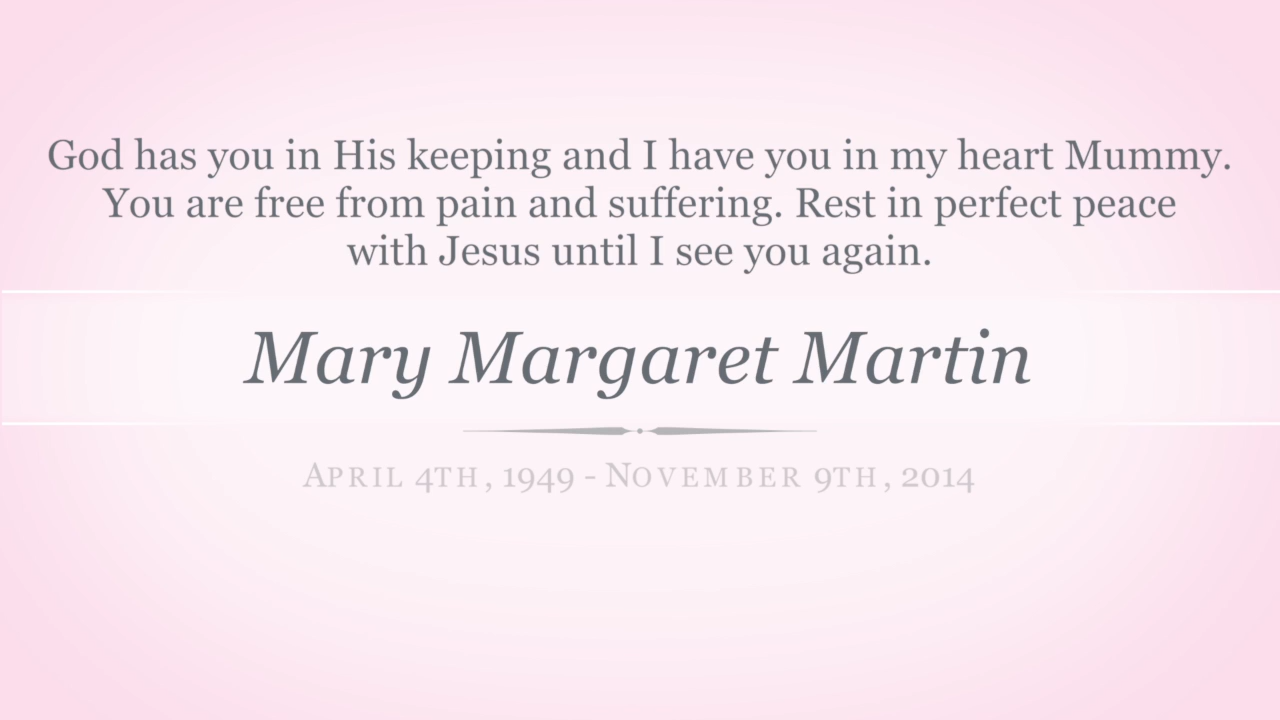 God has you in His keeping and I have you in my heart Mummy.
You are free from pain and suffering. Rest in perfect peace
with Jesus until I see you again.
Mary Margaret Martin
April 4th, 1949 - November 9th, 2014